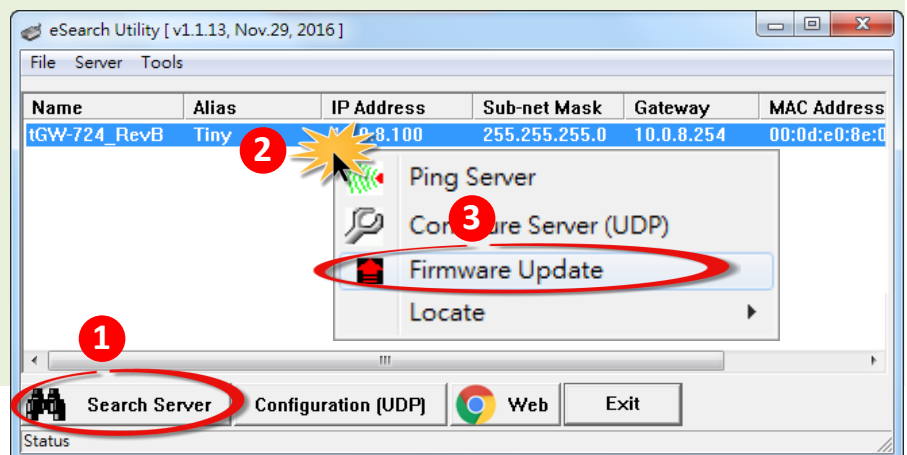 eSearch Utility [ v1.1.13, Nov.29, 2016 ]
File Server Tools
Name Alias IP Address Sub-net Mask Gateway MAC Address
tGW-724_RevB Tiny 8.100 255.255.255.0 10.0.8.254 00:0d:e0:8e:0
2
Ping Server
3
Server (UDP)
Firmware Update
Locate
1
Search Server Configuration (UDP) Web Exit
Status